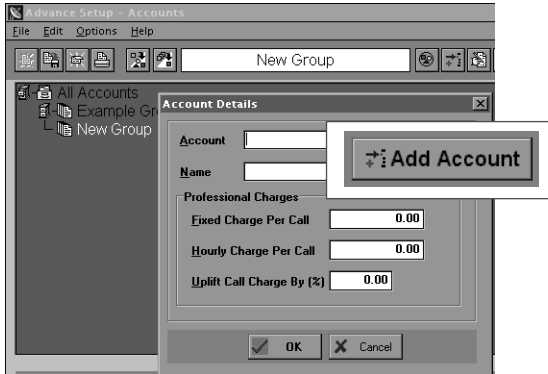 Advance Setup - Accounts
File Edit Options Help
New Group
All Accounts
Example Gr
New Group
Account Details
Account
Add Account
Name
Professional Charges
Fixed Charge Per Call 0.00
Hourly Charge Per Call 0.00
Uplift Call Charge By (%) 0.00
OK Cancel